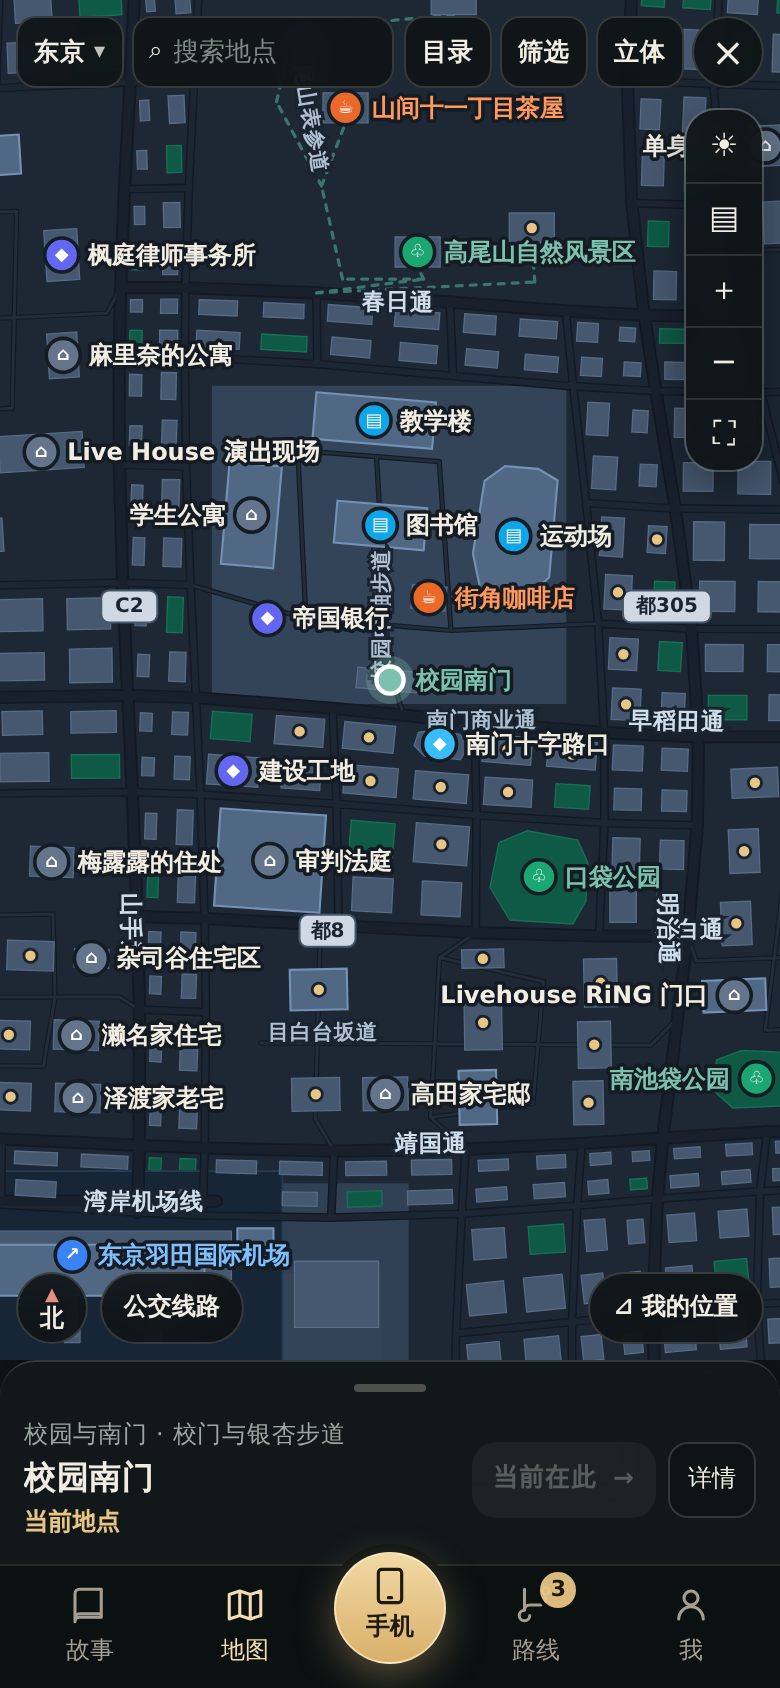 东京 ▼
搜索地点
目录
筛选
立体
×
山表参道
山间十一丁目茶屋
单身
枫庭律师事务所
高尾山自然风景区
春日通
麻里奈的公寓
教学楼
Live House 演出现场
学生公寓
图书馆
运动场
街角咖啡店
C2
都305
帝国银行
校园南门
南门商业通
早稻田通
南门十字路口
建设工地
梅露露的住处
审判法庭
口袋公园
山手
都8
明治通
白通
杂司谷住宅区
Livehouse RiNG 门口
濑名家住宅
目白台坂道
南池袋公园
泽渡家老宅
高田家宅邸
靖国通
湾岸机场线
东京羽田国际机场
北
公交线路
我的位置
校园与南门 · 校门与银杏步道
校园南门
当前在此 →
详情
当前地点
3
故事
地图
手机
路线
我